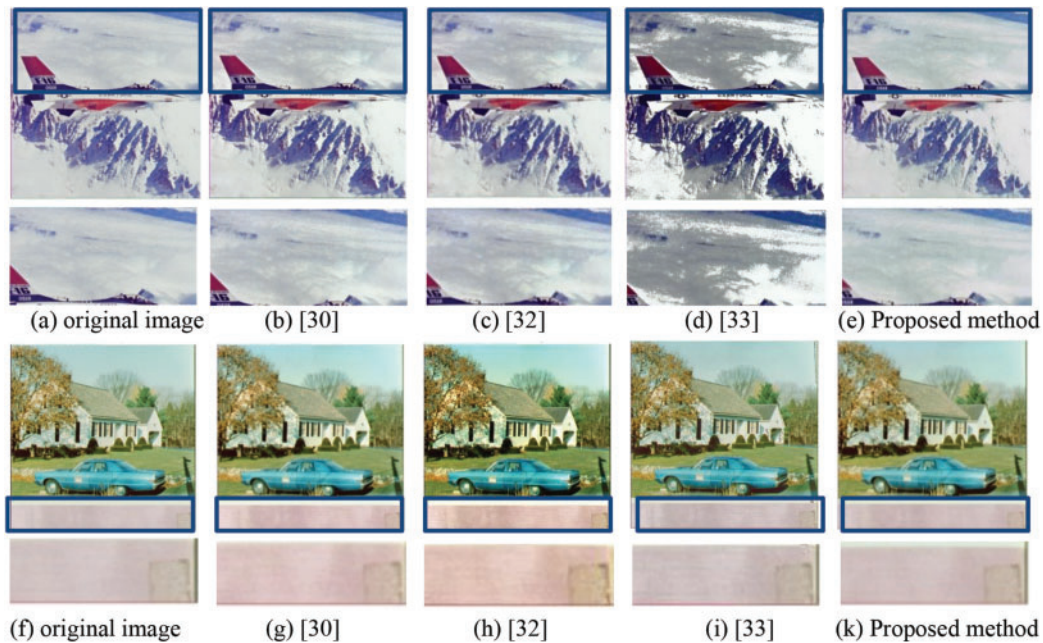 (a) original image (b) [30] (c) [32] (d) [33] (e) Proposed method
(f) original image (g) [30] (h) [32] (i) [33] (k) Proposed method